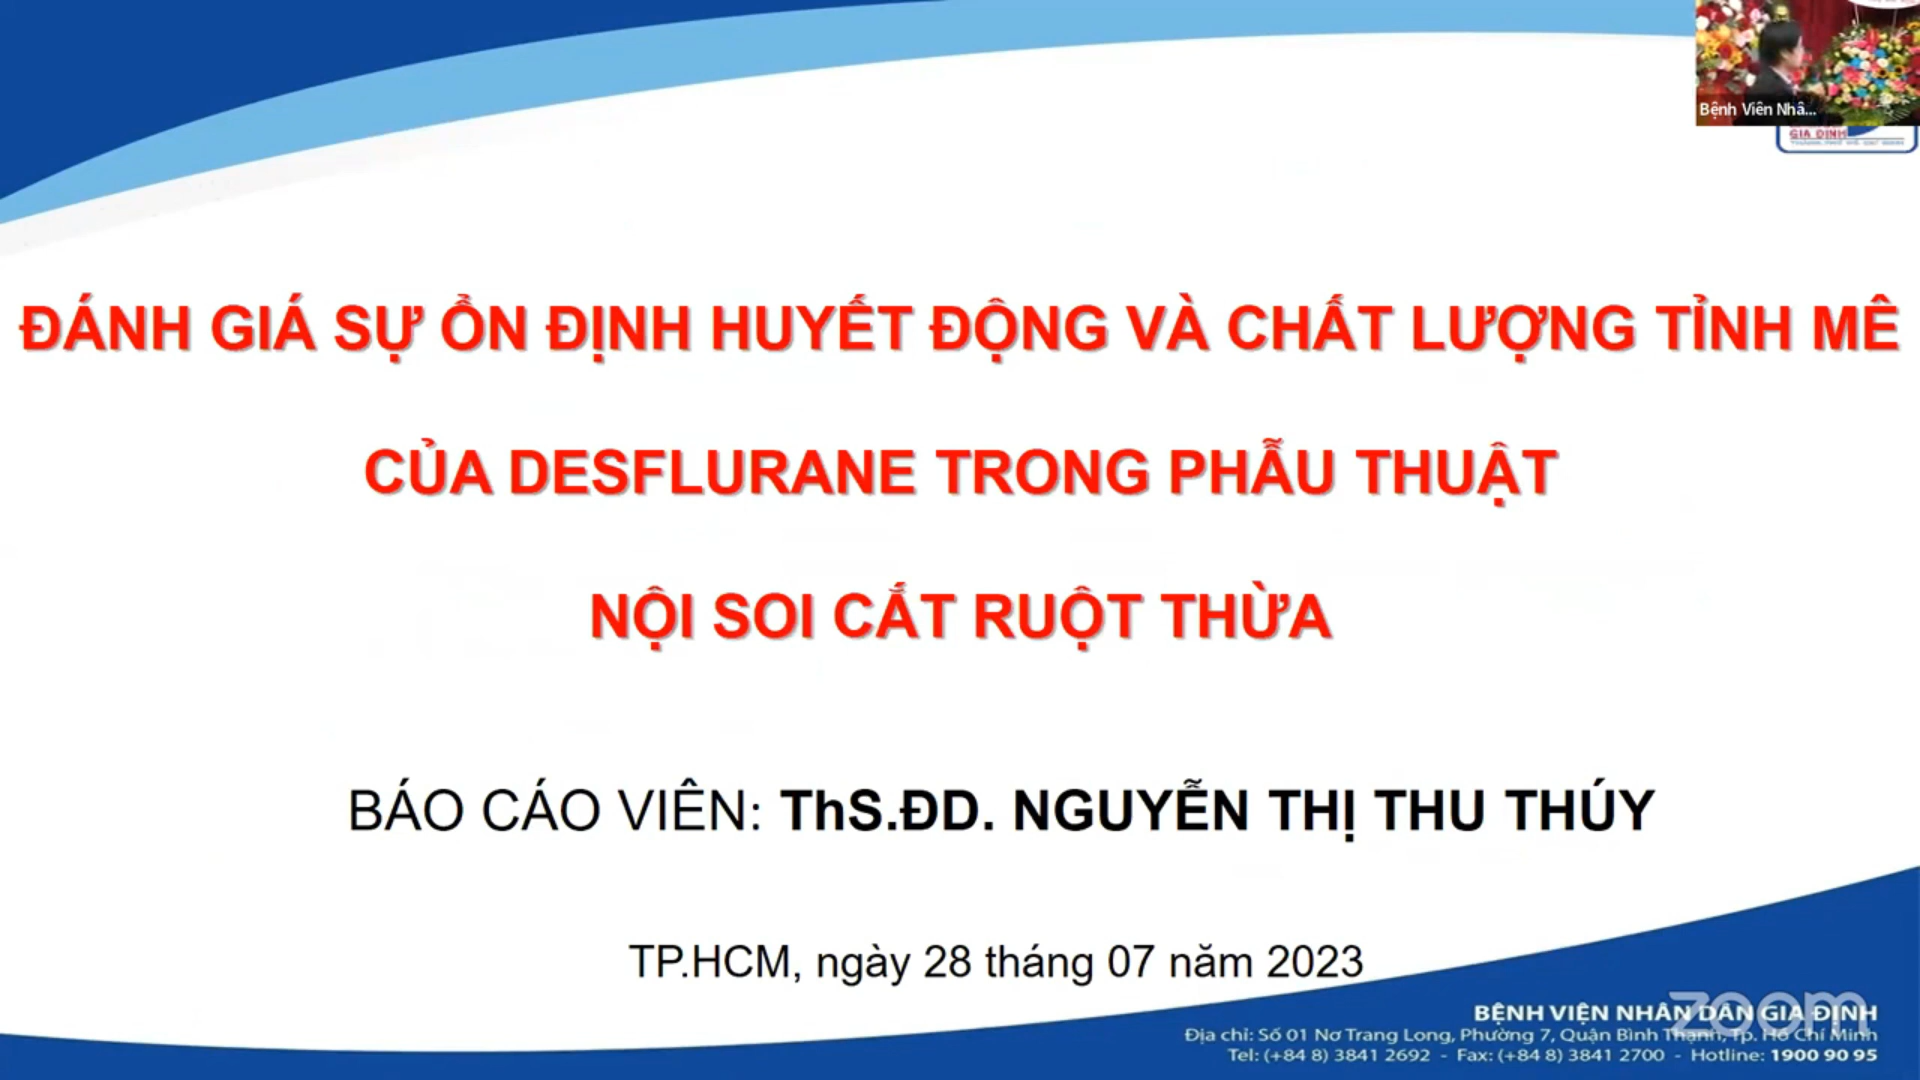 Bệnh Viên Nhâ...
GIA ĐỊNH
ĐÁNH GIÁ SỰ ỔN ĐỊNH HUYẾT ĐỘNG VÀ CHẤT LƯỢNG TỈNH MÊ
CỦA DESFLURANE TRONG PHẪU THUẬT
NỘI SOI CẮT RUỘT THỪA
BÁO CÁO VIÊN: ThS.ĐD. NGUYỄN THỊ THU THÚY
TP.HCM, ngày 28 tháng 07 năm 2023
zoom
BỆNH VIỆN NHÂN DÂN GIA ĐỊNH
Địa chỉ: Số 01 Nơ Trang Long, Phường 7, Quận Bình Thạnh, Tp. Hồ Chí Minh
Tel: (+84 8) 3841 2692 - Fax: (+84 8) 3841 2700 - Hotline: 1900 90 95